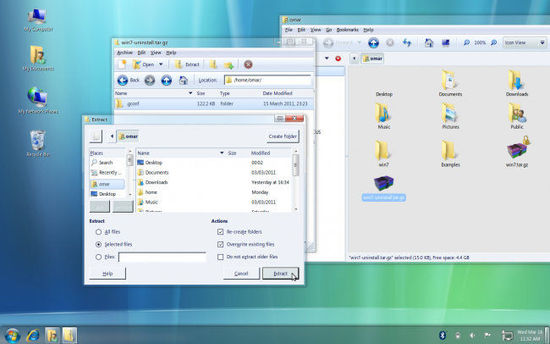 My Computer
My Documents
My Network Places
Recycle Bin
win7-uninstall.tar.gz
Archive Edit View Help
Open Extract
Back Location: /home/omar/
Name Size Type Date Modified
.gconf 122.2 KB folder 15 March 2011, 23:21
omar
File Edit View Go Bookmarks Help
100% Icon View
omar
Desktop Documents Downloads
Music Pictures Public
win7 Examples win7.tar.gz
win7-uninstall.tar.gz
"win7-uninstall.tar.gz" selected (15.0 KB), Free space: 4.4 GB
Extract
omar Create Folder
Places Name Size Modified
Search Desktop 00:02
Recently ... Documents 03/03/2011
omar Downloads Yesterday at 16:34
Desktop home Monday
Music 03/03/2011
Extract Actions
All files Re-create folders
Selected files Overwrite existing files
Files: Do not extract older files
Help Cancel Extract
Wed Mar 16
11:32 AM